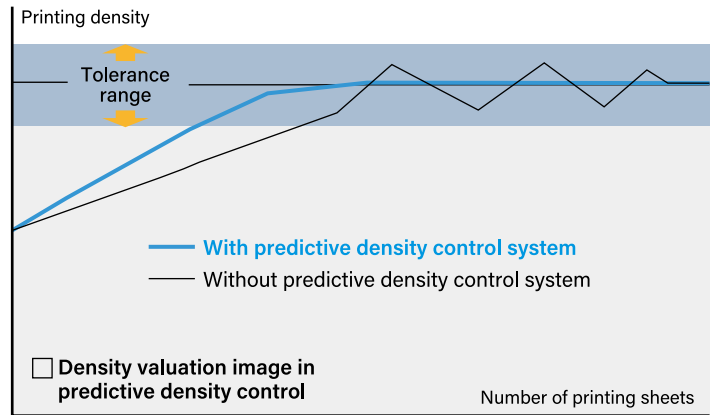 Printing density
Tolerance
range
With predictive density control system
Without predictive density control system
Density valuation image in
predictive density control
Number of printing sheets